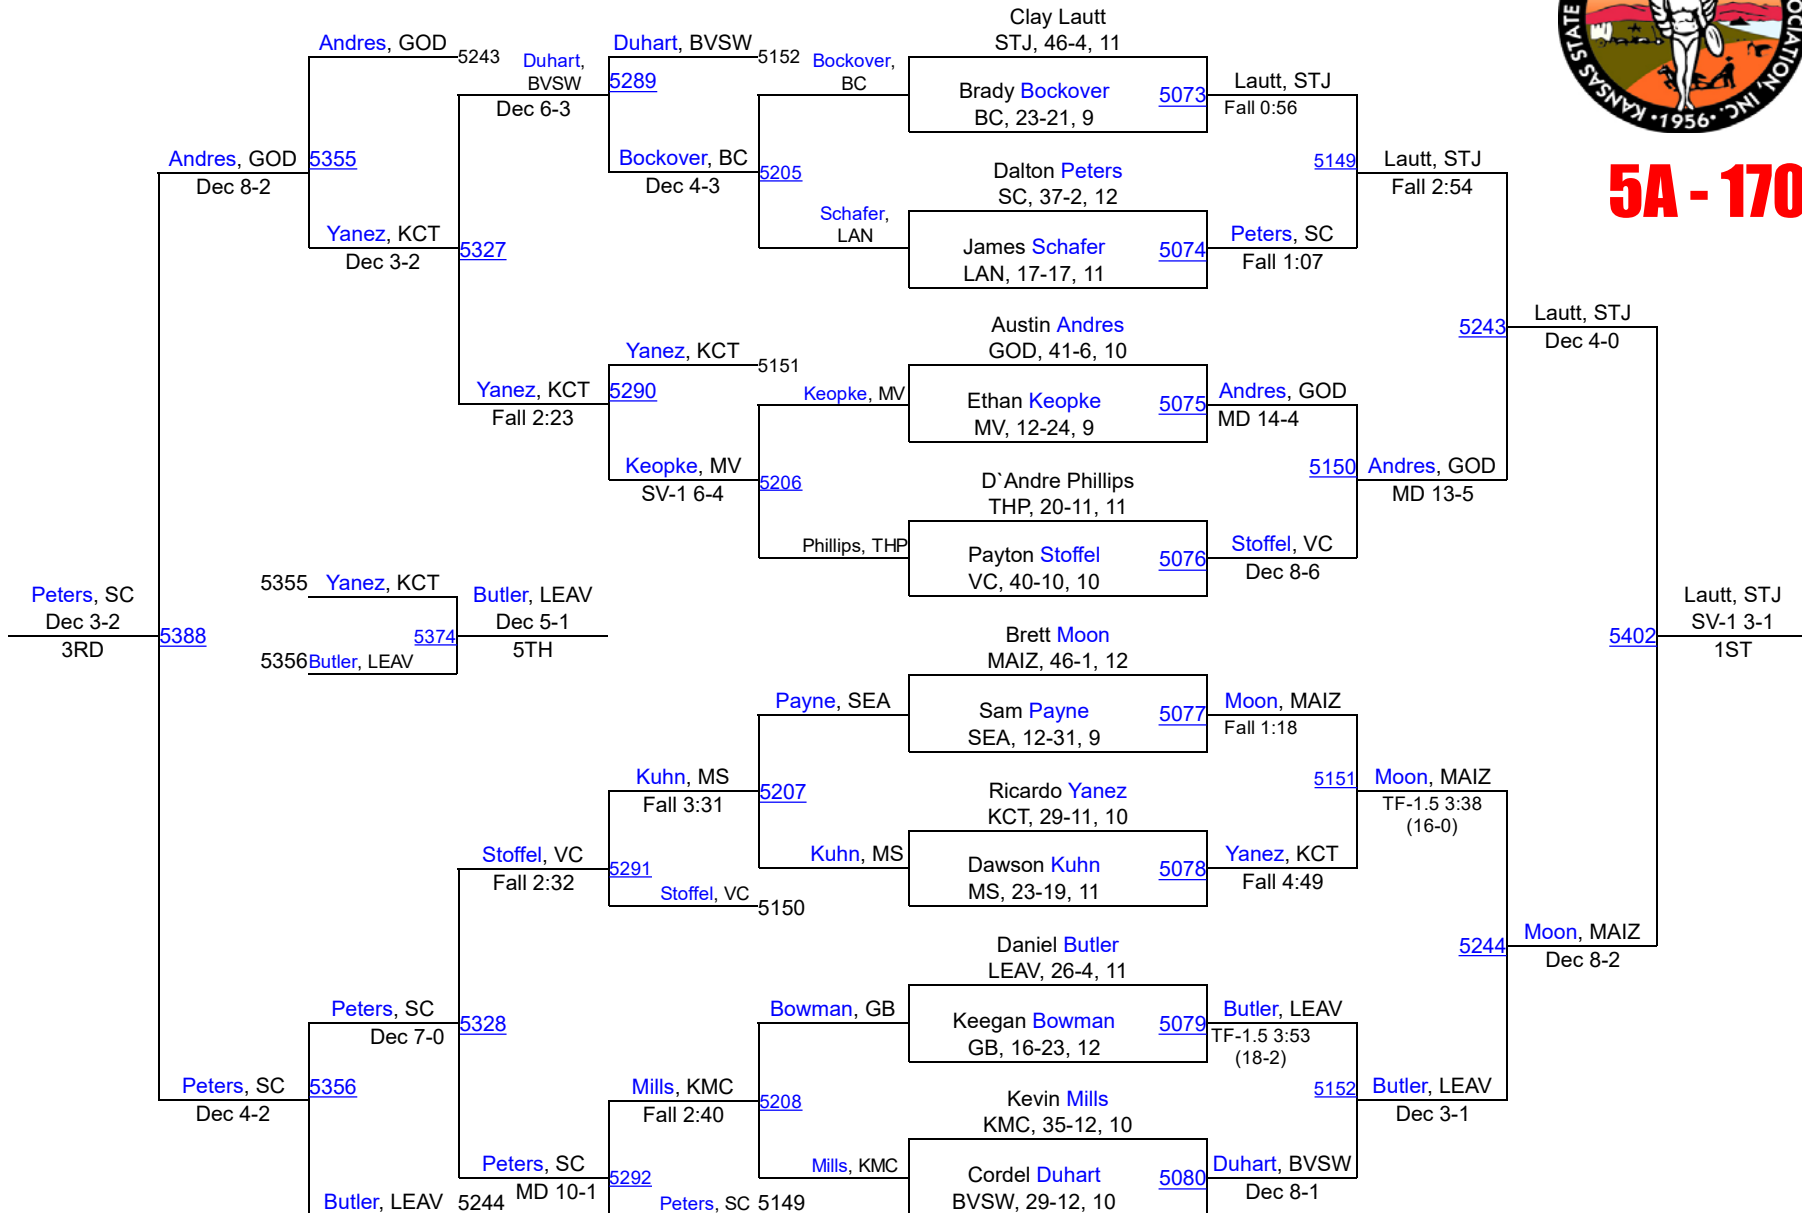 Clay Lautt
STJ, 46-4, 11
Andres, GOD
5243
Duhart,
BVSW
Dec 6-3
Duhart, BVSW
5152
5289
Bockover,
BC
Brady Bockover
BC, 23-21, 9
5073
Lautt, STJ
Fall 0:56
KANSAS STATE
OCIATION, INC.
•1956•
5A - 170
Andres, GOD
Dec 8-2
5355
Bockover, BC
Dec 4-3
5205
Dalton Peters
SC, 37-2, 12
5149
Lautt, STJ
Fall 2:54
Yanez, KCT
Dec 3-2
5327
Schafer,
LAN
James Schafer
LAN, 17-17, 11
5074
Peters, SC
Fall 1:07
Austin Andres
GOD, 41-6, 10
5243
Lautt, STJ
Dec 4-0
Yanez, KCT
5151
Yanez, KCT
Fall 2:23
5290
Keopke, MV
Ethan Keopke
MV, 12-24, 9
5075
Andres, GOD
MD 14-4
Keopke, MV
SV-1 6-4
5206
D`Andre Phillips
THP, 20-11, 11
5150
Andres, GOD
MD 13-5
Phillips, THP
Payton Stoffel
VC, 40-10, 10
5076
Stoffel, VC
Dec 8-6
Peters, SC
Dec 3-2
3RD
5388
5355
Yanez, KCT
5374
5356
Butler, LEAV
Butler, LEAV
Dec 5-1
5TH
Brett Moon
MAIZ, 46-1, 12
5402
Lautt, STJ
SV-1 3-1
1ST
Payne, SEA
Sam Payne
SEA, 12-31, 9
5077
Moon, MAIZ
Fall 1:18
Kuhn, MS
Fall 3:31
5207
Ricardo Yanez
KCT, 29-11, 10
5151
Moon, MAIZ
TF-1.5 3:38
(16-0)
Stoffel, VC
Fall 2:32
5291
Stoffel, VC
5150
Kuhn, MS
Dawson Kuhn
MS, 23-19, 11
5078
Yanez, KCT
Fall 4:49
Daniel Butler
LEAV, 26-4, 11
5244
Moon, MAIZ
Dec 8-2
Peters, SC
Dec 7-0
5328
Bowman, GB
Keegan Bowman
GB, 16-23, 12
5079
Butler, LEAV
TF-1.5 3:53
(18-2)
Peters, SC
Dec 4-2
5356
Mills, KMC
Fall 2:40
5208
Kevin Mills
KMC, 35-12, 10
5152
Butler, LEAV
Dec 3-1
Peters, SC
MD 10-1
5292
Mills, KMC
Cordel Duhart
BVSW, 29-12, 10
5080
Duhart, BVSW
Dec 8-1
Butler, LEAV
5244
Peters, SC
5149